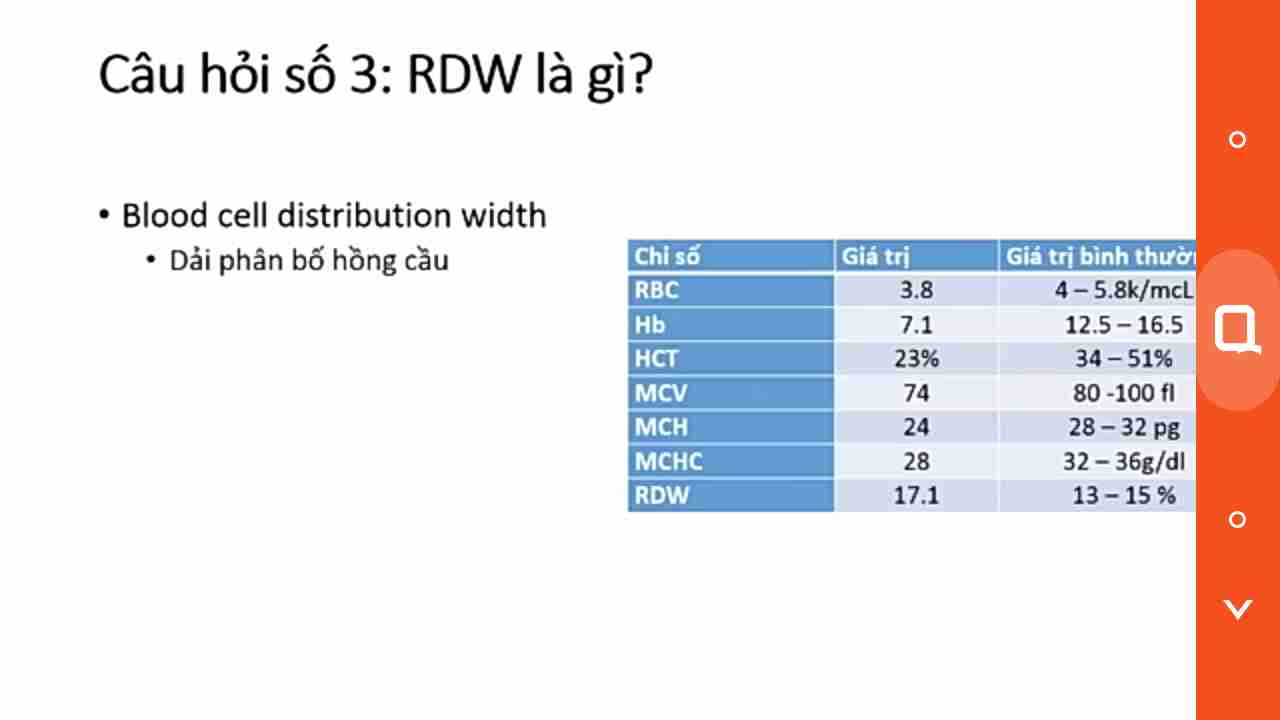 Câu hỏi số 3: RDW là gì?
• Blood cell distribution width
• Dải phân bố hồng cầu
Chỉ số Giá trị Giá trị bình thườn
RBC 3.8 4 – 5.8k/mcL
Hb 7.1 12.5 – 16.5
HCT 23% 34 – 51%
MCV 74 80 -100 fl
MCH 24 28 – 32 pg
MCHC 28 32 – 36g/dl
RDW 17.1 13 – 15 %